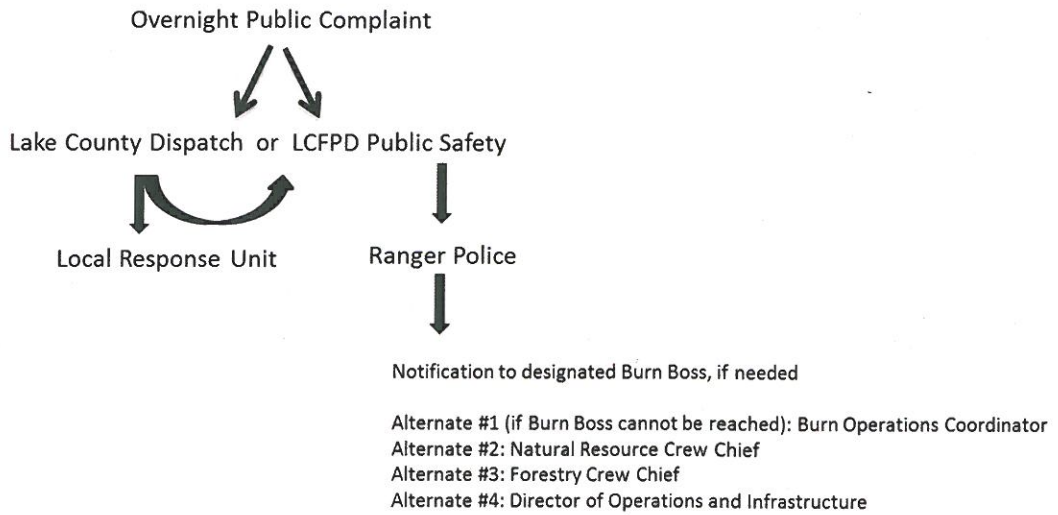 Overnight Public Complaint
Lake County Dispatch or LCFPD Public Safety
Local Response Unit
Ranger Police
Notification to designated Burn Boss, if needed
Alternate #1 (if Burn Boss cannot be reached): Burn Operations Coordinator
Alternate #2: Natural Resource Crew Chief
Alternate #3: Forestry Crew Chief
Alternate #4: Director of Operations and Infrastructure